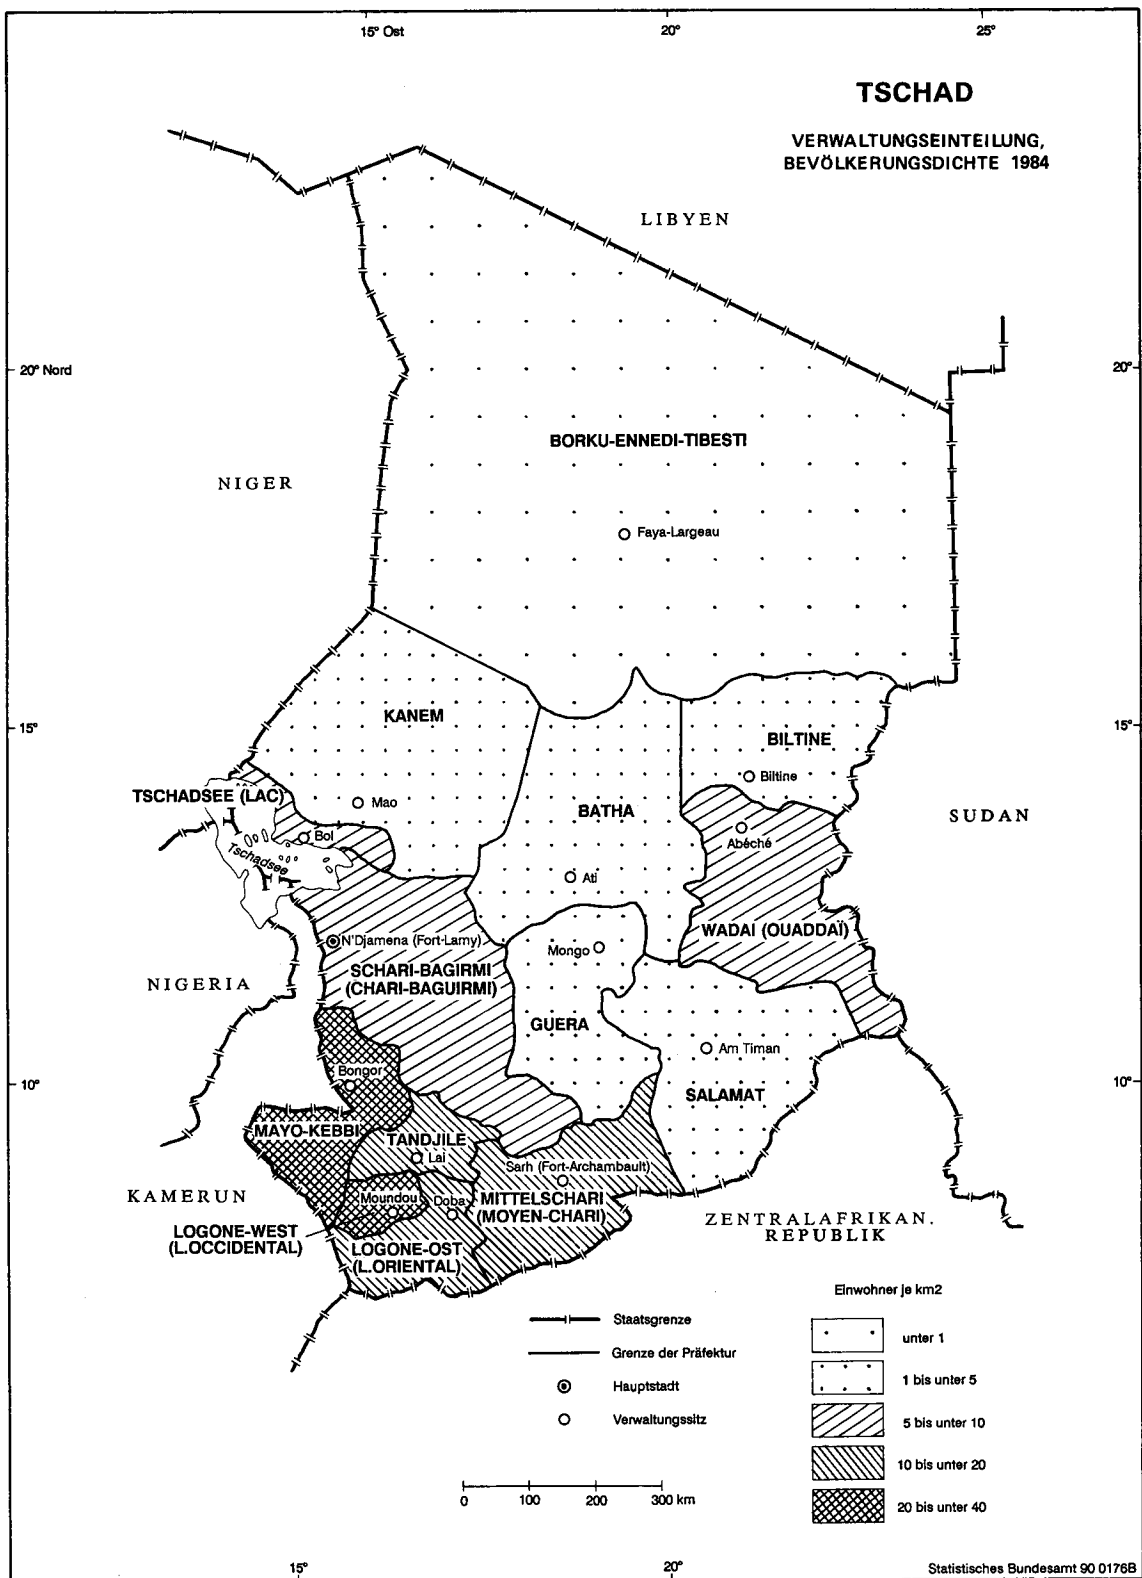 15° Ost
20°
25°
TSCHAD
VERWALTUNGSEINTEILUNG,
BEVÖLKERUNGSDICHTE 1984
LIBYEN
20° Nord
20°
BORKU-ENNEDI-TIBESTI
NIGER
Faya-Largeau
KANEM
15°
15°
BILTINE
Biltine
TSCHADSEE (LAC)
Mao
BATHA
SUDAN
Bol
Abéché
Tschadsee
Ati
WADAI (OUADDAÏ)
N'Djamena (Fort-Lamy)
Mongo
SCHARI-BAGIRMI
(CHARI-BAGUIRMI)
NIGERIA
GUERA
Am Timan
Bongor
10°
10°
SALAMAT
MAYO-KEBBI
TANDJILE
Lai
Sarh (Fort-Archambault)
KAMERUN
Moundou
Doba
MITTELSCHARI
(MOYEN-CHARI)
ZENTRALAFRIKAN.
REPUBLIK
LOGONE-WEST
(L.OCCIDENTAL)
LOGONE-OST
(L.ORIENTAL)
Einwohner je km2
Staatsgrenze
unter 1
Grenze der Präfektur
1 bis unter 5
Hauptstadt
Verwaltungssitz
5 bis unter 10
10 bis unter 20
20 bis unter 40
0 100 200 300 km
15°
20°
Statistisches Bundesamt 90 0176B